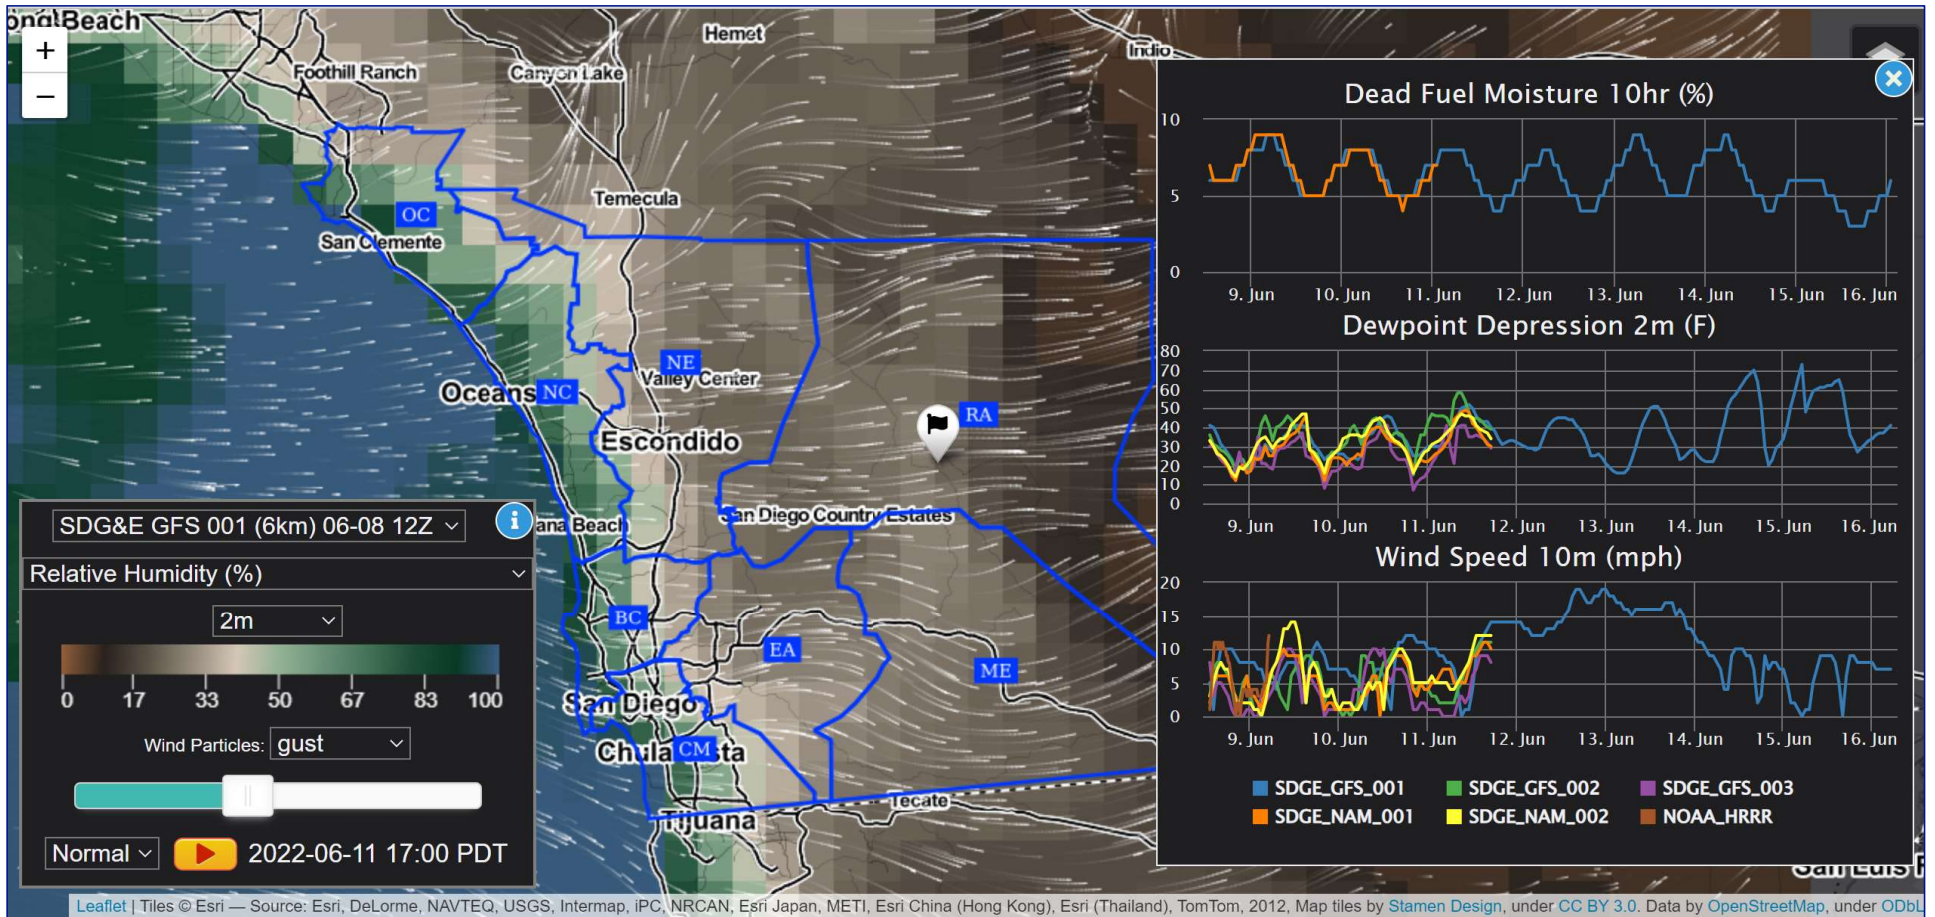 ong Beach
+
−
Hemet
Indio
Foothill Ranch
Canyon Lake
Temecula
OC
San Clemente
NE
Valley Center
Oceans
NC
Escondido
RA
San Diego Country Estates
ana Beach
BC
EA
ME
San Diego
Chula
CM
sta
Tecate
Tijuana
San Luis R
SDG&E GFS 001 (6km) 06-08 12Z
i
Relative Humidity (%)
2m
0 17 33 50 67 83 100
Wind Particles: gust
Normal
2022-06-11 17:00 PDT
Dead Fuel Moisture 10hr (%)
10
5
0
9. Jun 10. Jun 11. Jun 12. Jun 13. Jun 14. Jun 15. Jun 16. Jun
Dewpoint Depression 2m (F)
80
70
60
50
40
30
20
10
0
9. Jun 10. Jun 11. Jun 12. Jun 13. Jun 14. Jun 15. Jun 16. Jun
Wind Speed 10m (mph)
20
15
10
5
0
9. Jun 10. Jun 11. Jun 12. Jun 13. Jun 14. Jun 15. Jun 16. Jun
SDGE_GFS_001 SDGE_GFS_002 SDGE_GFS_003
SDGE_NAM_001 SDGE_NAM_002 NOAA_HRRR
Leaflet | Tiles © Esri — Source: Esri, DeLorme, NAVTEQ, USGS, Intermap, iPC, NRCAN, Esri Japan, METI, Esri China (Hong Kong), Esri (Thailand), TomTom, 2012, Map tiles by Stamen Design, under CC BY 3.0. Data by OpenStreetMap, under ODbL